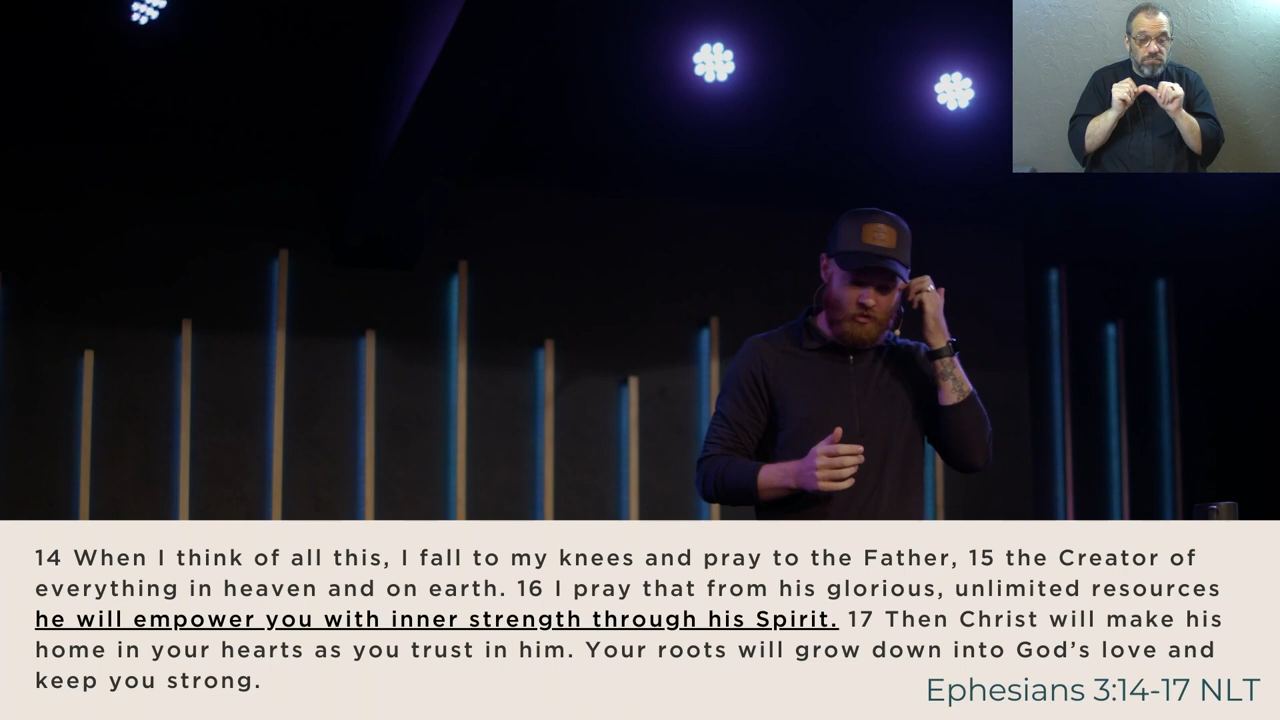 14 When I think of all this, I fall to my knees and pray to the Father, 15 the Creator of
everything in heaven and on earth. 16 I pray that from his glorious, unlimited resources
he will empower you with inner strength through his Spirit. 17 Then Christ will make his
home in your hearts as you trust in him. Your roots will grow down into God’s love and
keep you strong.
Ephesians 3:14-17 NLT